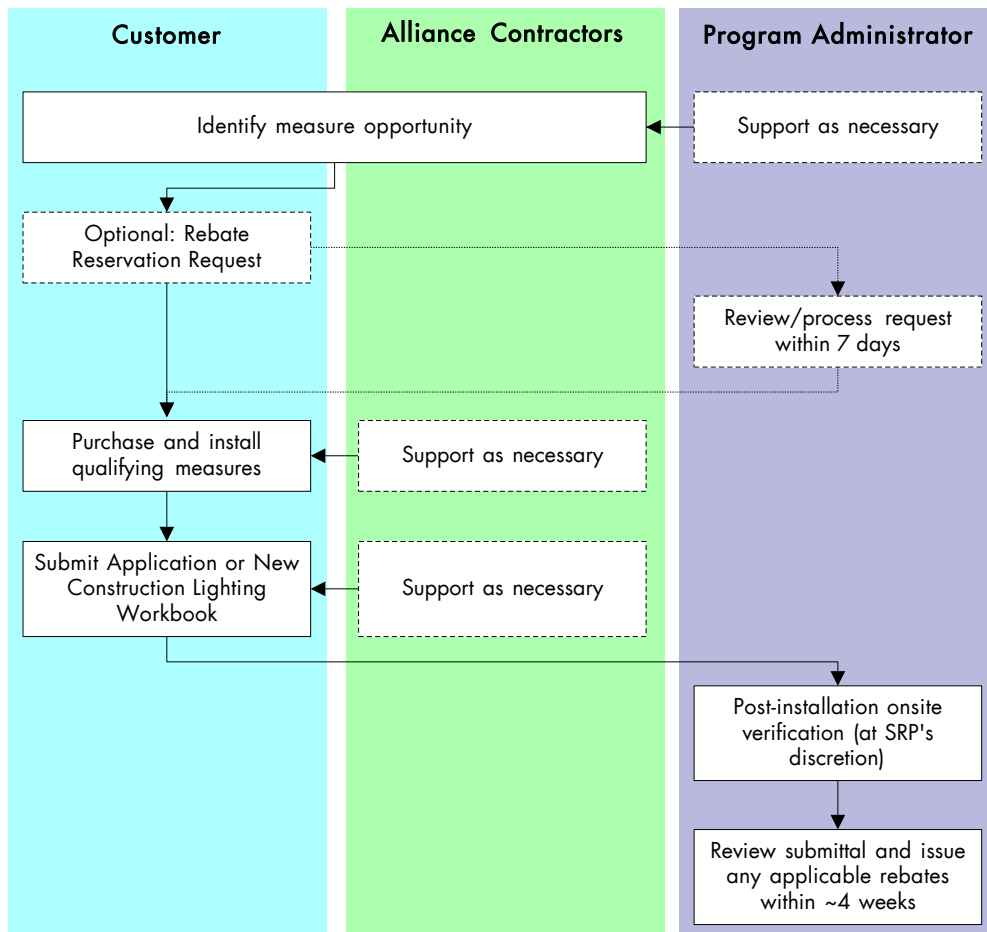 Customer
Alliance Contractors
Program Administrator
Identify measure opportunity
Support as necessary
Optional: Rebate
Reservation Request
Review/process request
within 7 days
Purchase and install
qualifying measures
Support as necessary
Submit Application or New
Construction Lighting
Workbook
Support as necessary
Post-installation onsite
verification (at SRP's
discretion)
Review submittal and issue
any applicable rebates
within ~4 weeks